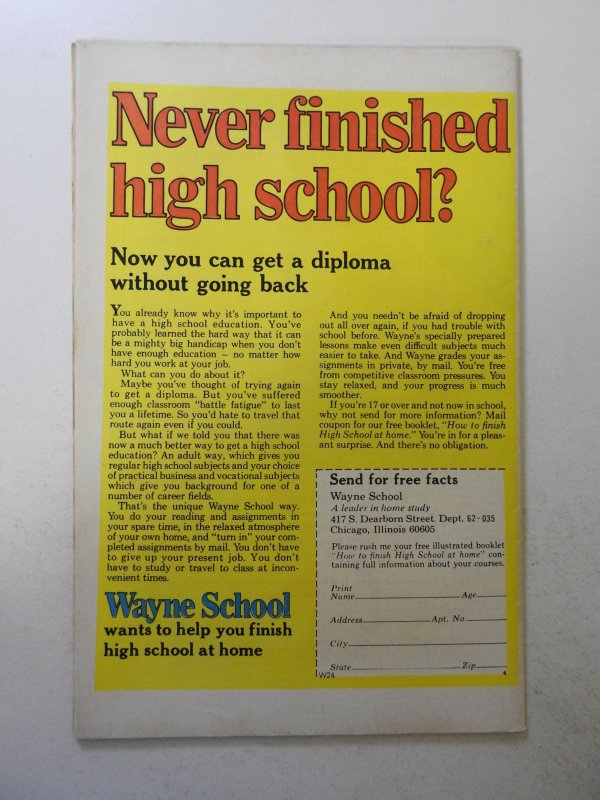 Never finished
high school?
Now you can get a diploma
without going back
You already know why it's important to
have a high school education. You've
probably learned the hard way that it can
be a mighty big handicap when you don't
have enough education – no matter how
hard you work at your job.
What can you do about it?
Maybe you've thought of trying again
to get a diploma. But you've suffered
enough classroom "battle fatigue" to last
you a lifetime. So you'd hate to travel that
route again even if you could.
But what if we told you that there was
now a much better way to get a high school
education? An adult way, which gives you
regular high school subjects and your choice
of practical business and vocational subjects
which give you background for one of a
number of career fields.
That's the unique Wayne School way.
You do your reading and assignments in
your spare time, in the relaxed atmosphere
of your own home, and "turn in" your com-
pleted assignments by mail. You don't have
to give up your present job. You don't
have to study or travel to class at incon-
venient times.
Wayne School
wants to help you finish
high school at home
And you needn't be afraid of dropping
out all over again, if you had trouble with
school before. Wayne's specially prepared
lessons make even difficult subjects much
easier to take. And Wayne grades your as-
signments in private, by mail. You're free
from competitive classroom pressures. You
stay relaxed, and your progress is much
smoother.
If you're 17 or over and not now in school,
why not send for more information? Mail
coupon for our free booklet, "How to finish
High School at home." You're in for a pleas-
ant surprise. And there's no obligation.
Send for free facts
Wayne School
A leader in home study
417 S. Dearborn Street. Dept. 62-035
Chicago, Illinois 60605
Please rush me your free illustrated booklet
"How to finish High School at home" con-
taining full information about your courses.
Print
Name Age
Address Apt. No.
City
State Zip
W24 4